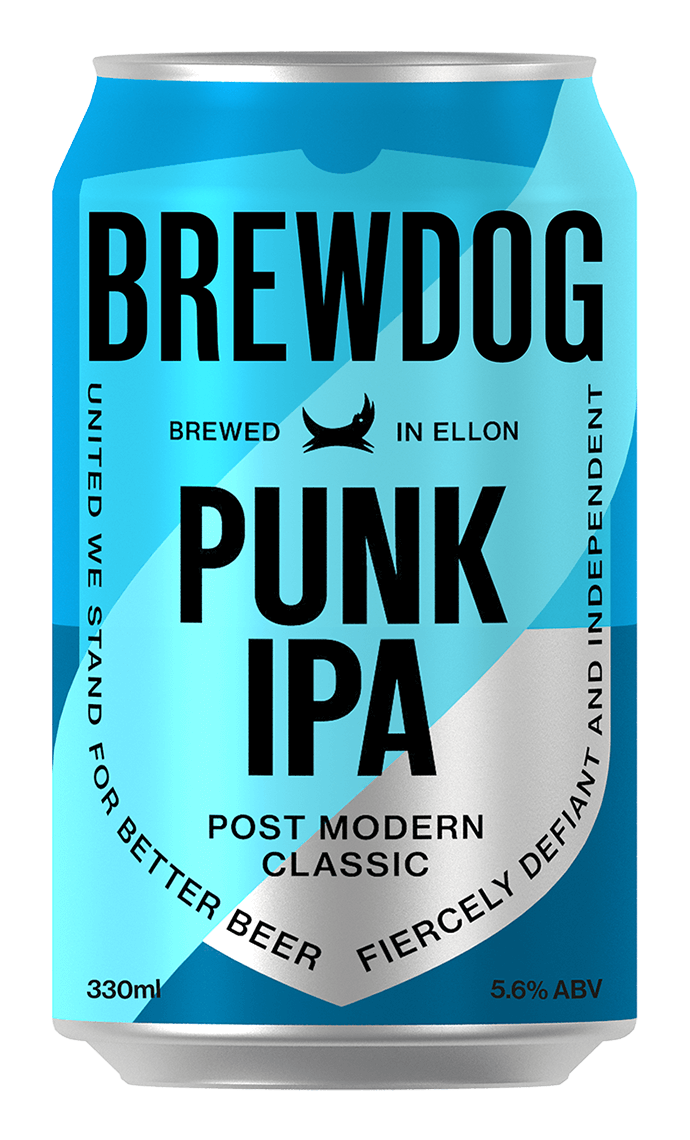 BREWDOG
BREWED IN ELLON
PUNK
IPA
POST MODERN
CLASSIC
UNITED WE STAND FOR BETTER BEER
FIERCELY DEFIANT AND INDEPENDENT
330ml
5.6% ABV